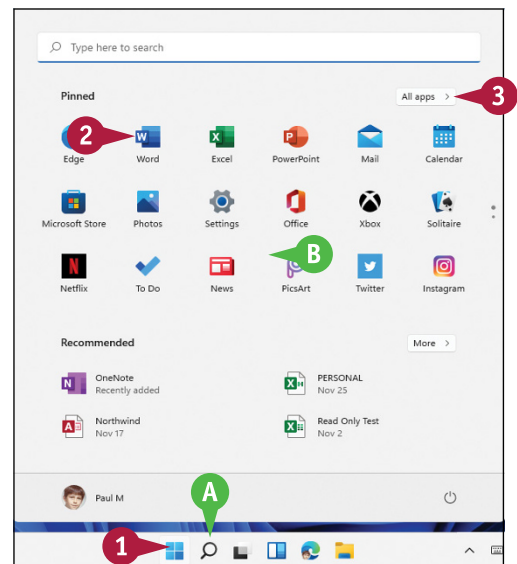 Type here to search
Pinned
All apps >
3
2
Edge
Word
Excel
PowerPoint
Mail
Calendar
Microsoft Store
Photos
Settings
Office
Xbox
Solitaire
B
Netflix
To Do
News
PicsArt
Twitter
Instagram
Recommended
More >
OneNote
Recently added
PERSONAL
Nov 25
Northwind
Nov 17
Read Only Test
Nov 2
Paul M
A
1